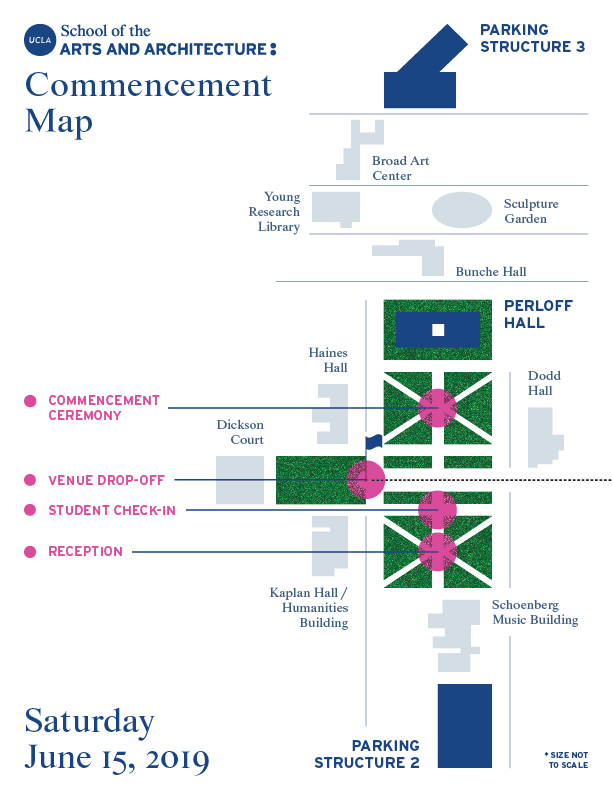 UCLA
School of the
ARTS AND ARCHITECTURE:
Commencement
Map
PARKING
STRUCTURE 3
Broad Art
Center
Young
Research
Library
Sculpture
Garden
Bunche Hall
PERLOFF
HALL
Haines
Hall
Dodd
Hall
COMMENCEMENT
CEREMONY
Dickson
Court
VENUE DROP-OFF
STUDENT CHECK-IN
RECEPTION
Kaplan Hall /
Humanities
Building
Schoenberg
Music Building
Saturday
June 15, 2019
PARKING
STRUCTURE 2
* SIZE NOT
TO SCALE